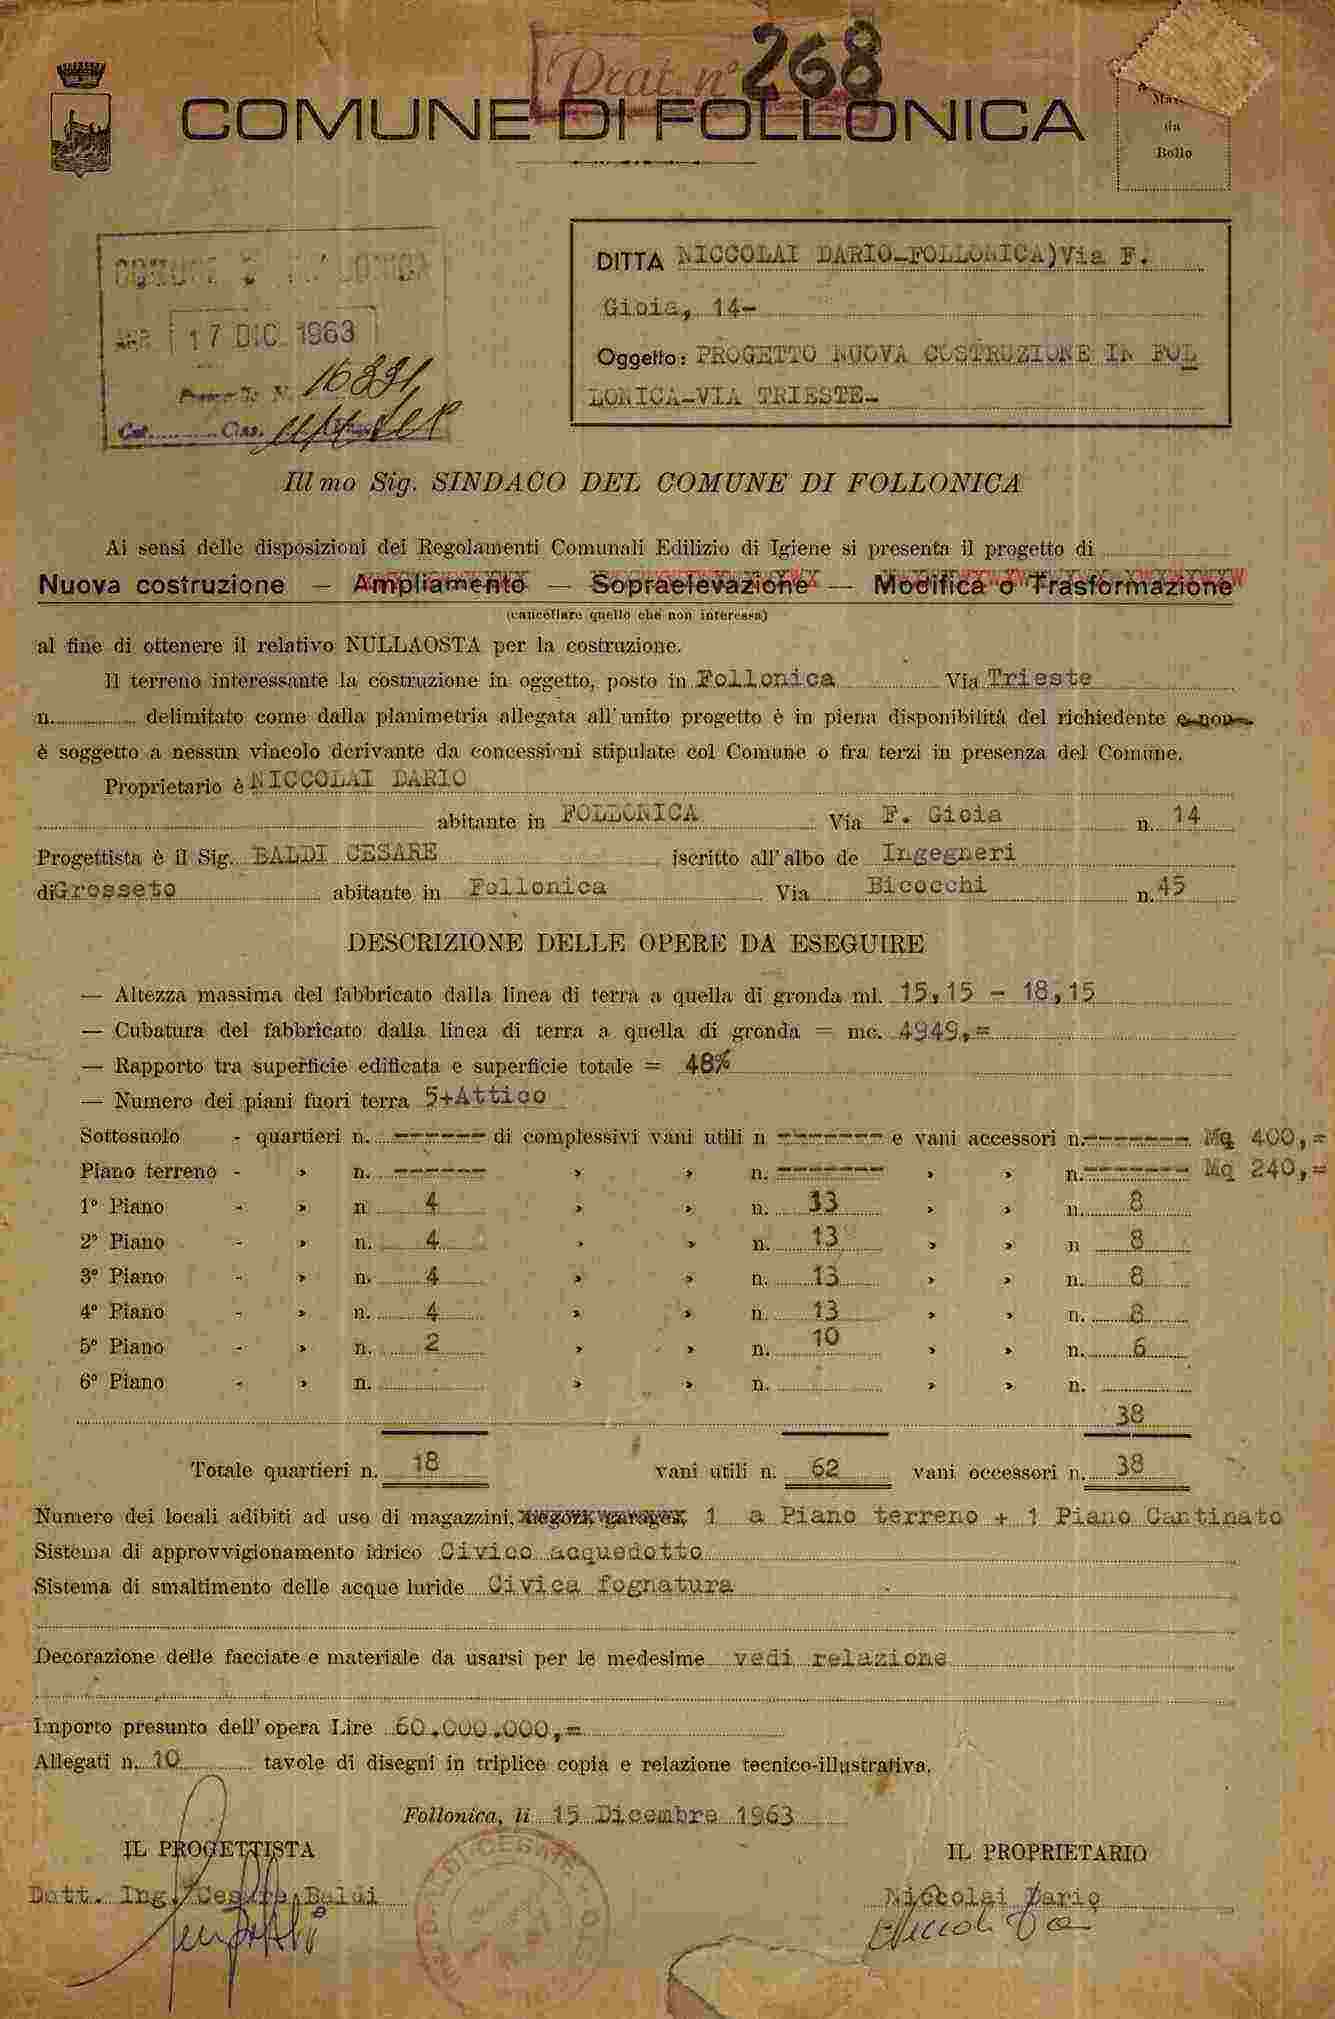 Prat. n° 268
COMUNE DI FOLLONICA
da
Bollo
COMUNE DI FOLLONICA
17 DIC 1963
DITTA NICCOLAI DARIO-FOLLONICA)Via F.
Gioia, 14-
Oggetto: PROGETTO NUOVA COSTRUZIONE IN FOL
LONICA-VIA TRIESTE-
Ill mo Sig. SINDACO DEL COMUNE DI FOLLONICA
Ai sensi delle disposizioni dei Regolamenti Comunali Edilizio di Igiene si presenta il progetto di
Nuova costruzione — Ampliamento — Sopraelevazione — Modifica o Trasformazione
(cancellare quello che non interessa)
al fine di ottenere il relativo NULLAOSTA per la costruzione.
Il terreno interessante la costruzione in oggetto, posto in Follonica Via Trieste
n. delimitato come dalla planimetria allegata all'unito progetto è in piena disponibilità del richiedente e non
è soggetto a nessun vincolo derivante da concessioni stipulate col Comune o fra terzi in presenza del Comune.
Proprietario è NICCOLAI DARIO
abitante in FOLLONICA Via F. Gioia n. 14
Progettista è il Sig. BALDI CESARE iscritto all'albo de Ingegneri
di Grosseto abitante in Follonica Via Bicocchi n. 45
DESCRIZIONE DELLE OPERE DA ESEGUIRE
— Altezza massima del fabbricato dalla linea di terra a quella di gronda ml. 15,15 - 18,15
— Cubatura del fabbricato dalla linea di terra a quella di gronda = mc. 4949,=
— Rapporto tra superficie edificata e superficie totale = 48%
— Numero dei piani fuori terra 5+Attico
Sottosuolo - quartieri n. ------ di complessivi vani utili n ------- e vani accessori n. ------- Mq 400,=
Piano terreno - » n. ------ » » n. ------- » » n. ------- Mq 240,=
1° Piano - » n 4 » » n. 13 » » n. 8
2° Piano - » n. 4 » » n. 13 » » n 8
3° Piano - » n. 4 » » n. 13 » » n. 8
4° Piano - » n. 4 » » n. 13 » » n. 8
5° Piano - » n. 2 » » n. 10 » » n. 6
6° Piano - » n. » » n. » » n.
38
Totale quartieri n. 18 vani utili n. 62 vani occessori n. 38
Numero dei locali adibiti ad uso di magazzini, negozi, garages, 1 a Piano terreno + 1 Piano Cantinato
Sistema di approvvigionamento idrico Civico acquedotto
Sistema di smaltimento delle acque luride Civica fognatura
Decorazione delle facciate e materiale da usarsi per le medesime vedi relazione
Importo presunto dell'opera Lire 60.000.000,=
Allegati n. 10 tavole di disegni in triplice copia e relazione tecnico-illustrativa.
Follonica, li 15 Dicembre 1963
IL PROGETTISTA IL PROPRIETARIO
Dott. Ing. Cesare Baldi Niccolai Dario